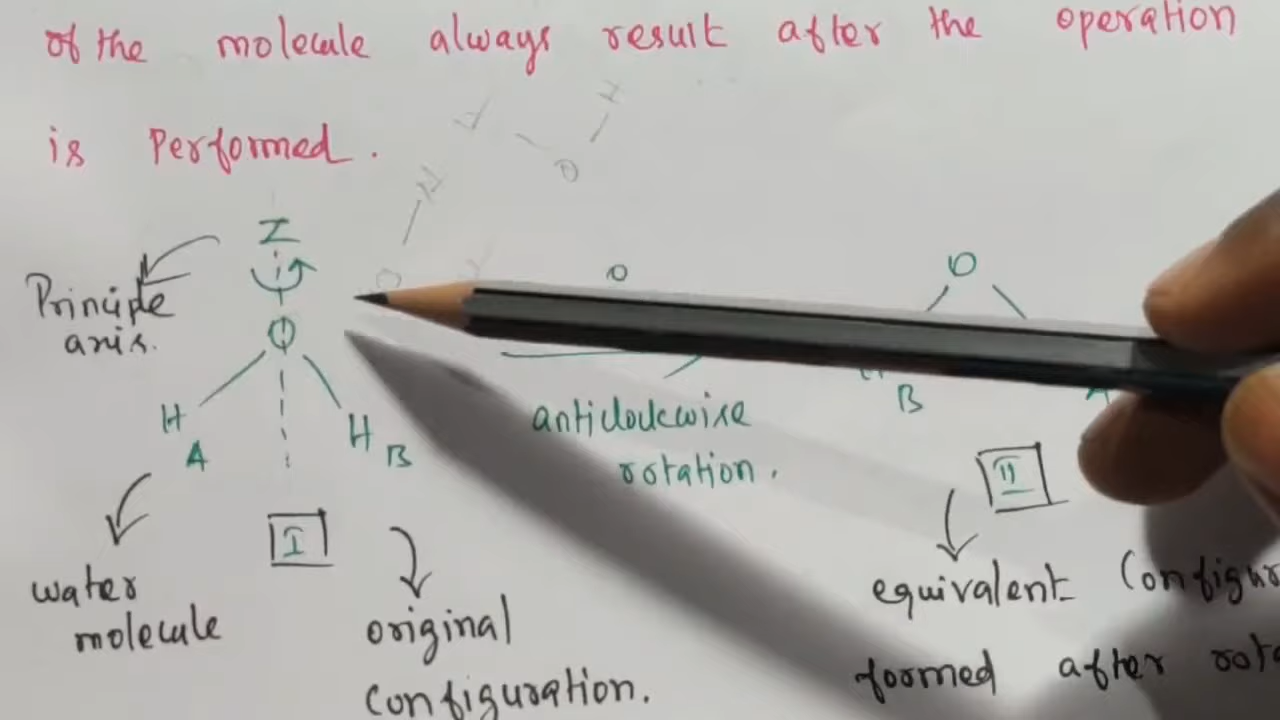 of the molecule always result after the operation
is Performed.
Z
Principle
axis.
O
H
A
H
B
water
molecule
I
original
configuration.
anticlockwise
rotation.
O
B
A
II
equivalent
formed after